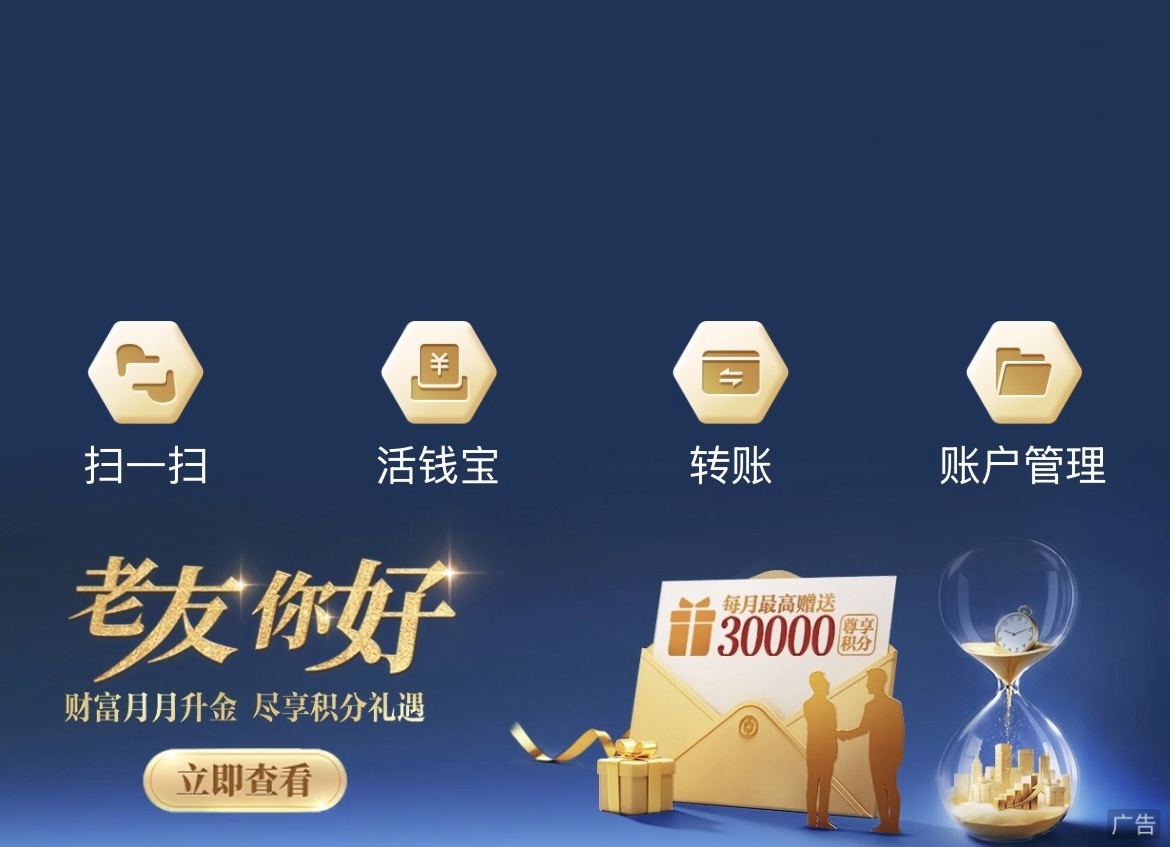 扫一扫
活钱宝
转账
账户管理
老友你好
财富月月升金 尽享积分礼遇
立即查看
每月最高赠送
30000
尊享
积分
广告